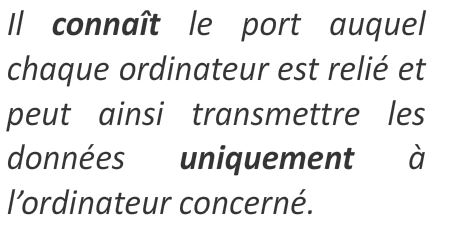 Il connaît le port auquel
chaque ordinateur est relié et
peut ainsi transmettre les
données uniquement à
l’ordinateur concerné.